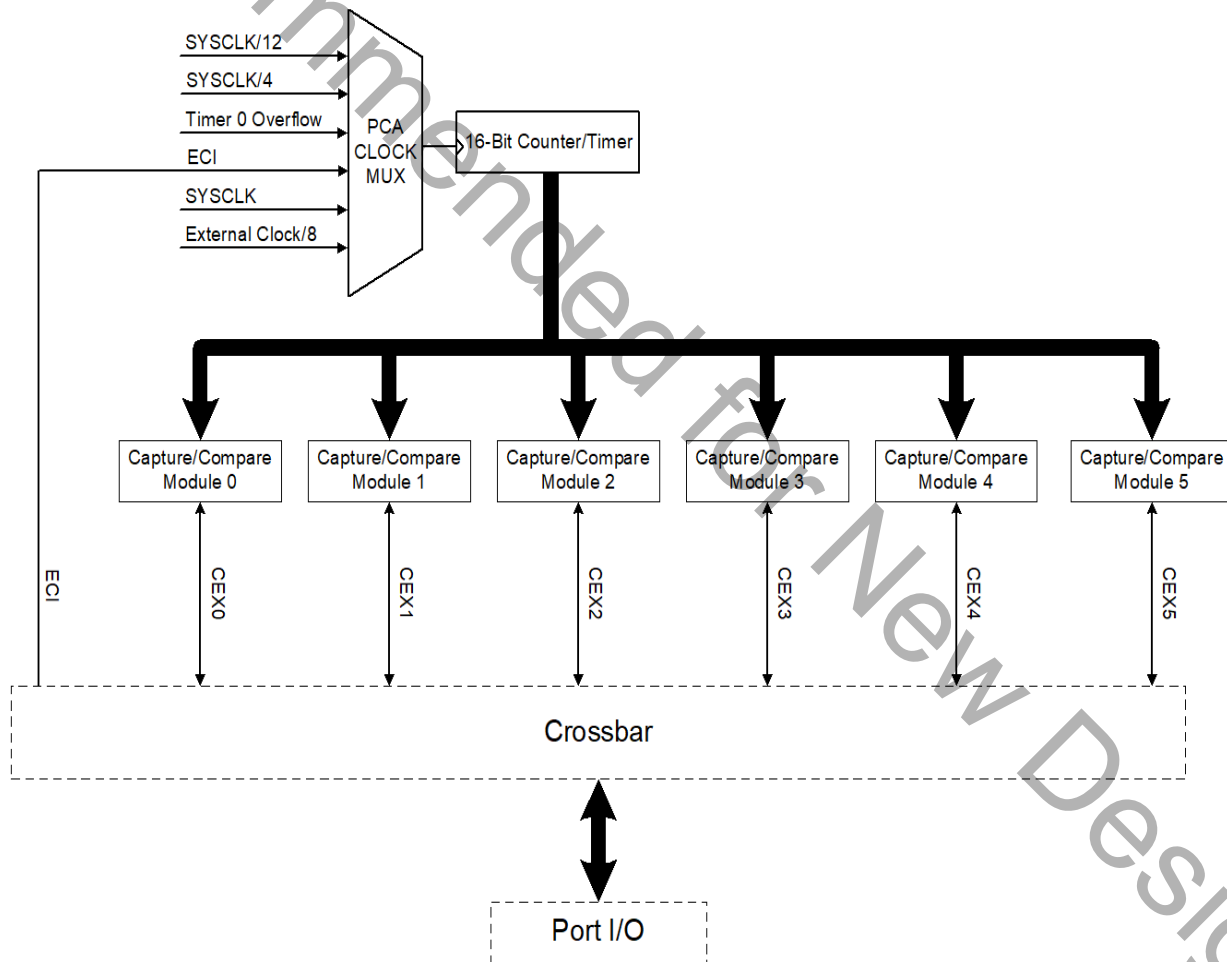 SYSCLK/12
SYSCLK/4
Timer 0 Overflow
ECI
SYSCLK
External Clock/8
PCA
CLOCK
MUX
16-Bit Counter/Timer
Capture/Compare
Module 0
Capture/Compare
Module 1
Capture/Compare
Module 2
Capture/Compare
Module 3
Capture/Compare
Module 4
Capture/Compare
Module 5
ECI
CEX0
CEX1
CEX2
CEX3
CEX4
CEX5
Crossbar
Port I/O
for New